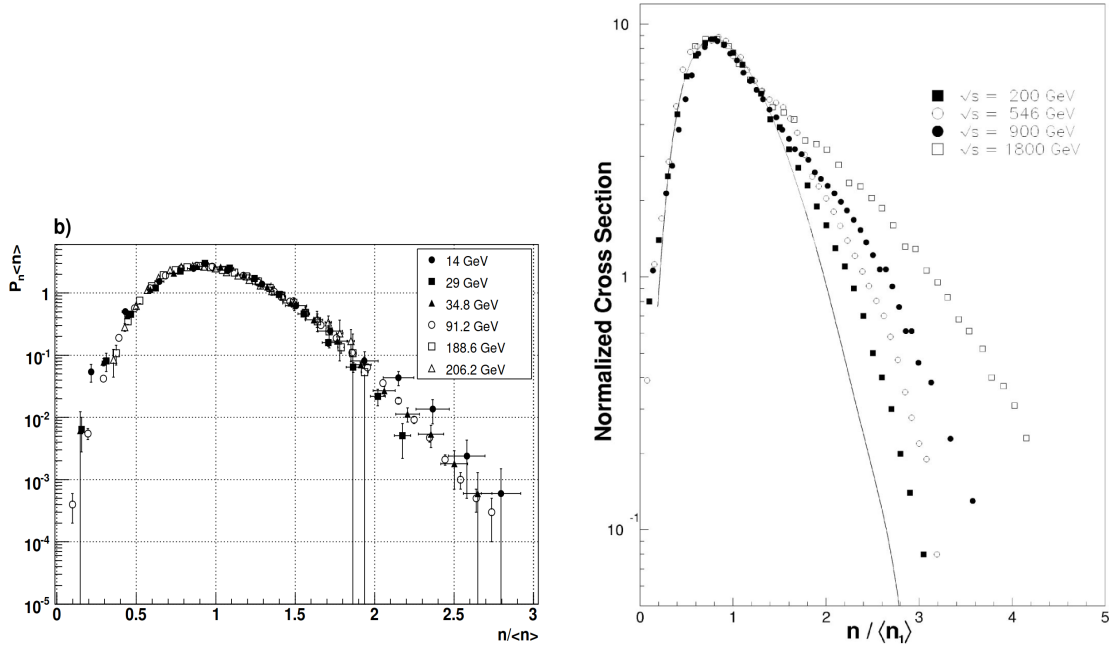 b)
Pₙ<n>
1
10⁻¹
10⁻²
10⁻³
10⁻⁴
10⁻⁵
0
0.5
1
1.5
2
2.5
3
n/<n>
14 GeV
29 GeV
34.8 GeV
91.2 GeV
188.6 GeV
206.2 GeV
Normalized Cross Section
10
1
10⁻¹
0
1
2
3
4
5
n / ⟨n₁⟩
√s = 200 GeV
√s = 546 GeV
√s = 900 GeV
√s = 1800 GeV